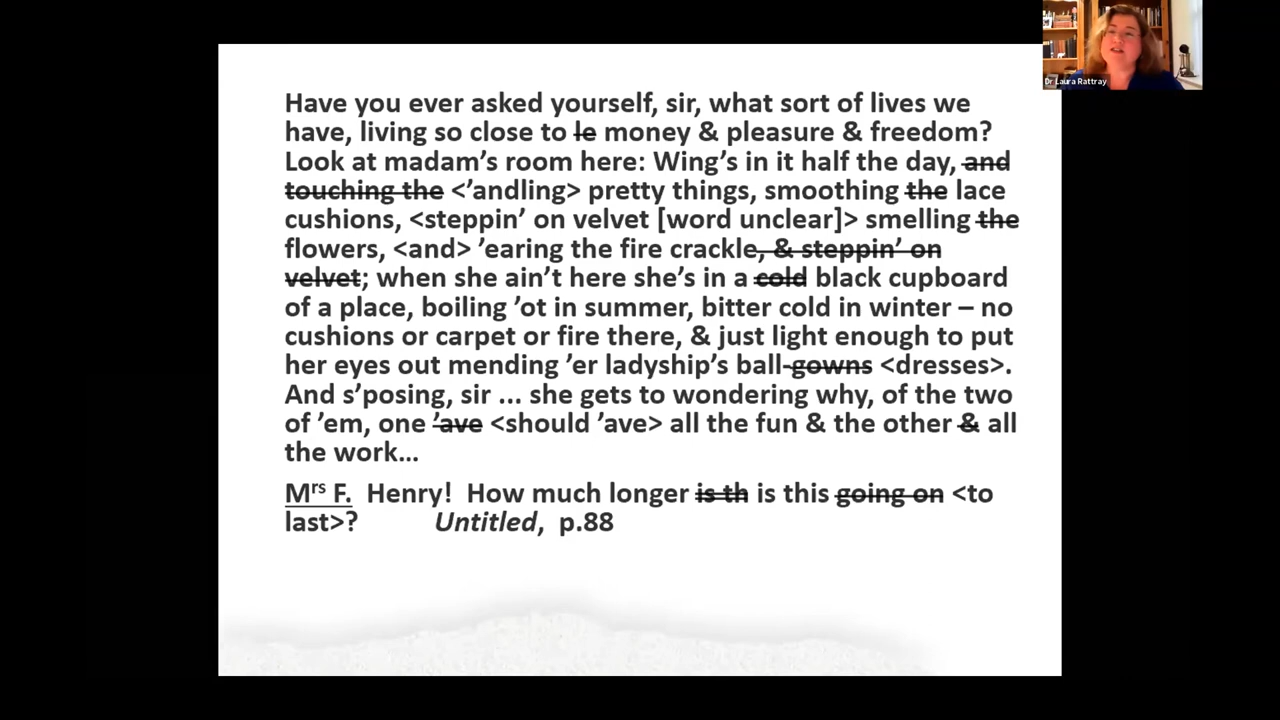 Have you ever asked yourself, sir, what sort of lives we
have, living so close to le money & pleasure & freedom?
Look at madam’s room here: Wing’s in it half the day, and
touching the <’andling> pretty things, smoothing the lace
cushions, <steppin’ on velvet [word unclear]> smelling the
flowers, <and> ’earing the fire crackle, & steppin’ on
velvet; when she ain’t here she’s in a cold black cupboard
of a place, boiling ’ot in summer, bitter cold in winter – no
cushions or carpet or fire there, & just light enough to put
her eyes out mending ’er ladyship’s ball-gowns <dresses>.
And s’posing, sir ... she gets to wondering why, of the two
of ’em, one ’ave <should ’ave> all the fun & the other & all
the work...
Mrs F. Henry! How much longer is th is this going on <to
last>? Untitled, p.88
Dr Laura Rattray